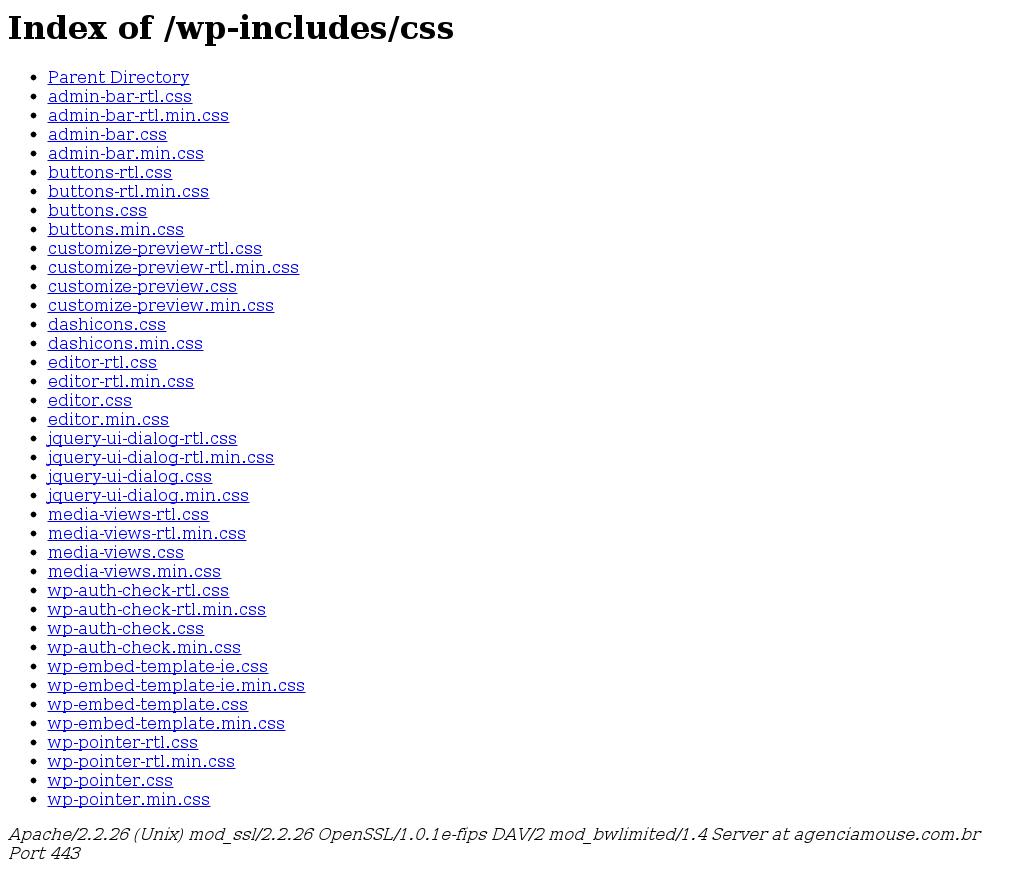 Index of /wp-includes/css
Parent Directory
admin-bar-rtl.css
admin-bar-rtl.min.css
admin-bar.css
admin-bar.min.css
buttons-rtl.css
buttons-rtl.min.css
buttons.css
buttons.min.css
customize-preview-rtl.css
customize-preview-rtl.min.css
customize-preview.css
customize-preview.min.css
dashicons.css
dashicons.min.css
editor-rtl.css
editor-rtl.min.css
editor.css
editor.min.css
jquery-ui-dialog-rtl.css
jquery-ui-dialog-rtl.min.css
jquery-ui-dialog.css
jquery-ui-dialog.min.css
media-views-rtl.css
media-views-rtl.min.css
media-views.css
media-views.min.css
wp-auth-check-rtl.css
wp-auth-check-rtl.min.css
wp-auth-check.css
wp-auth-check.min.css
wp-embed-template-ie.css
wp-embed-template-ie.min.css
wp-embed-template.css
wp-embed-template.min.css
wp-pointer-rtl.css
wp-pointer-rtl.min.css
wp-pointer.css
wp-pointer.min.css
Apache/2.2.26 (Unix) mod_ssl/2.2.26 OpenSSL/1.0.1e-fips DAV/2 mod_bwlimited/1.4 Server at agenciamouse.com.br
Port 443